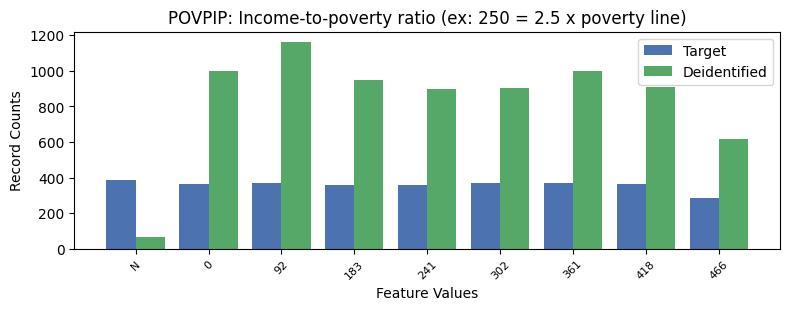 POVPIP: Income-to-poverty ratio (ex: 250 = 2.5 x poverty line)
Target
Deidentified
Record Counts
1200
1000
800
600
400
200
0
N 0 92 183 241 302 361 418 466
Feature Values